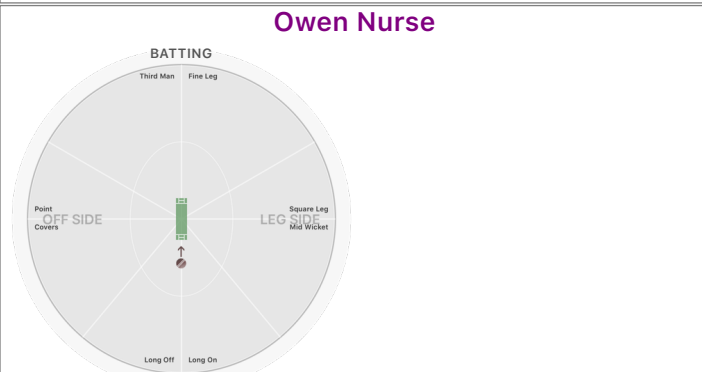 Owen Nurse
BATTING
Third Man Fine Leg
Point Square Leg
OFF SIDE LEG SIDE
Covers Mid Wicket
Long Off Long On